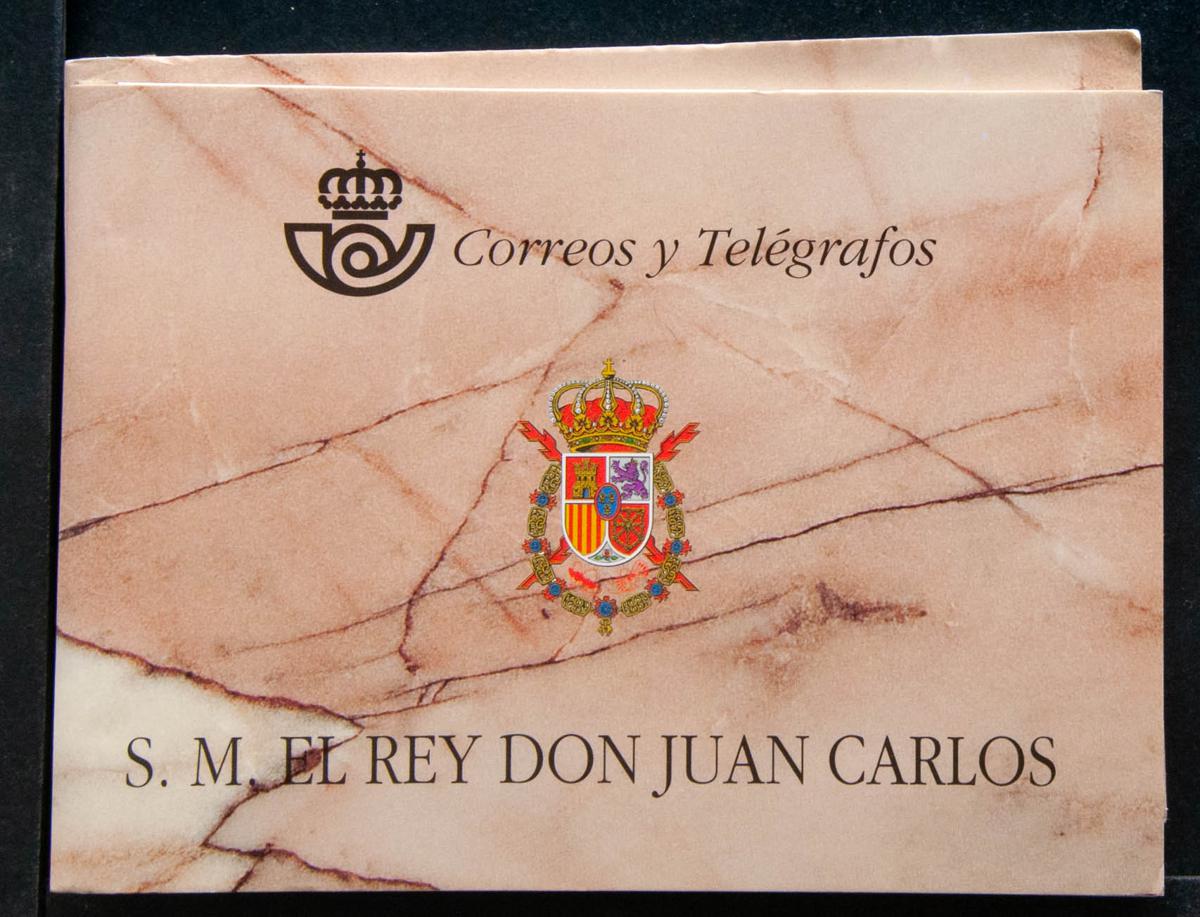 Correos y Telégrafos
S. M. EL REY DON JUAN CARLOS